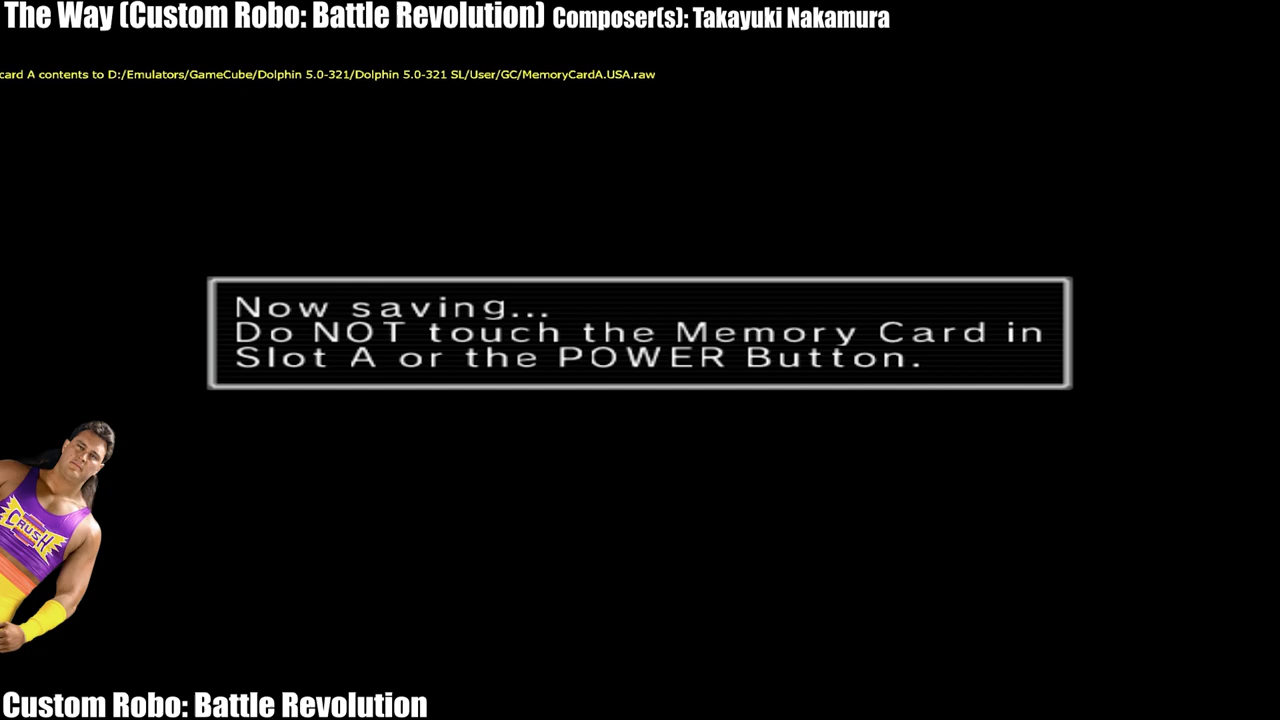 The Way (Custom Robo: Battle Revolution) Composer(s): Takayuki Nakamura
card A contents to D:/Emulators/GameCube/Dolphin 5.0-321/Dolphin 5.0-321 SL/User/GC/MemoryCardA.USA.raw
Now saving...
Do NOT touch the Memory Card in
Slot A or the POWER Button.
CRUSH
Custom Robo: Battle Revolution